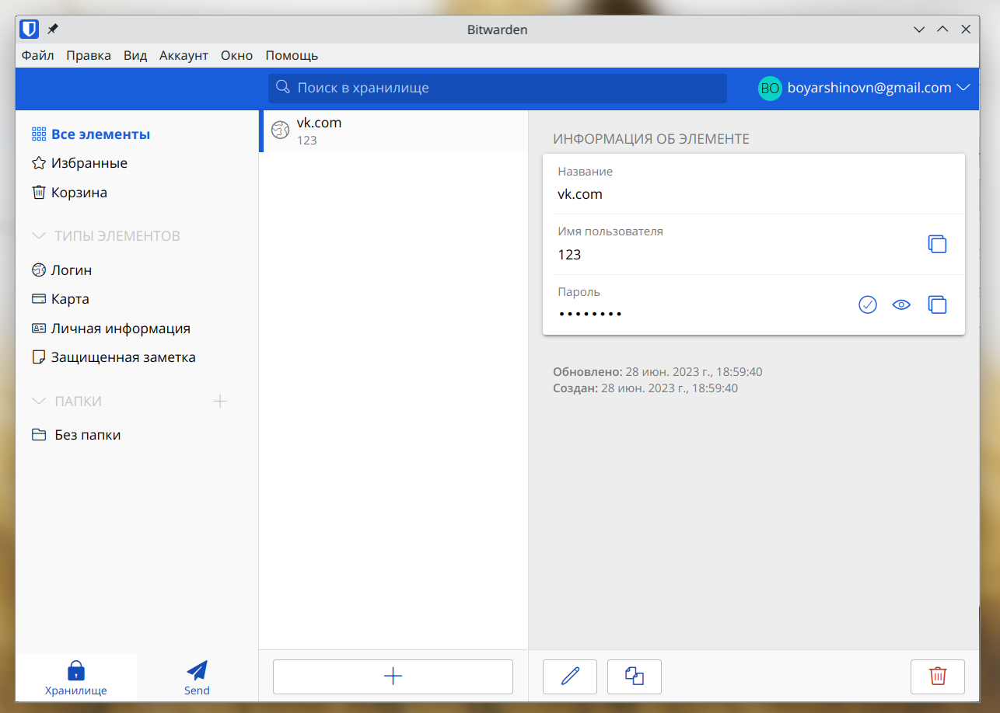 Bitwarden
Файл Правка Вид Аккаунт Окно Помощь
Поиск в хранилище
BO boyarshinovn@gmail.com
Все элементы
Избранные
Корзина
ТИПЫ ЭЛЕМЕНТОВ
Логин
Карта
Личная информация
Защищенная заметка
ПАПКИ
Без папки
Хранилище
Send
vk.com
123
ИНФОРМАЦИЯ ОБ ЭЛЕМЕНТЕ
Название
vk.com
Имя пользователя
123
Пароль
••••••••
Обновлено: 28 июн. 2023 г., 18:59:40
Создан: 28 июн. 2023 г., 18:59:40